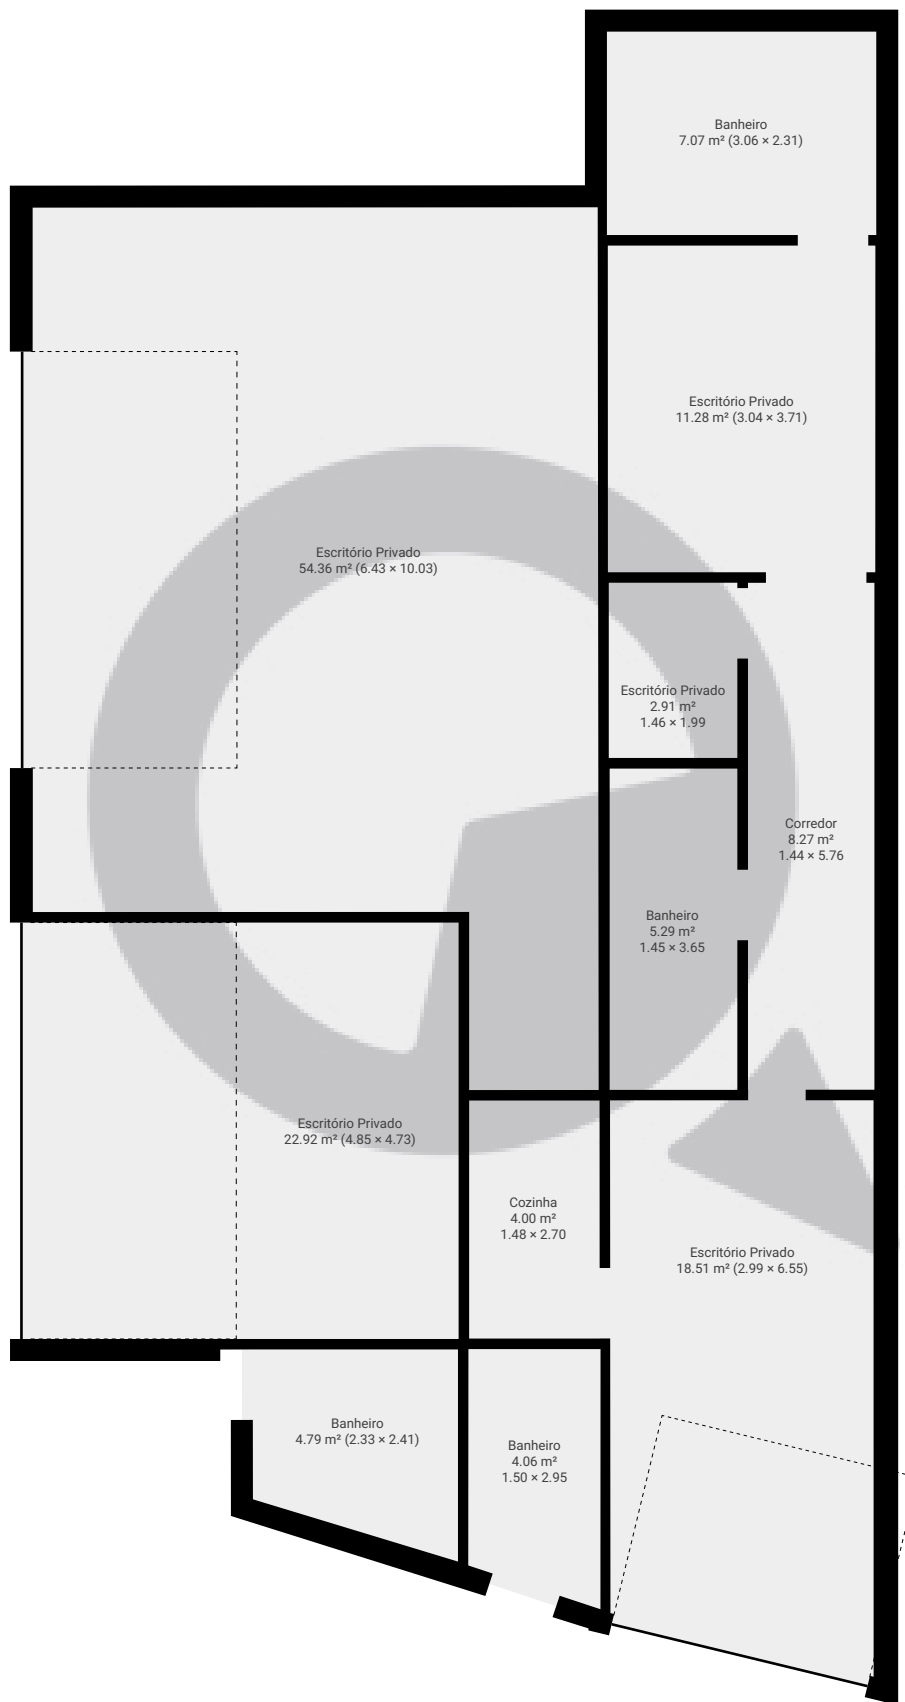 Banheiro
7.07 m² (3.06 × 2.31)
Escritório Privado
11.28 m² (3.04 × 3.71)
Escritório Privado
54.36 m² (6.43 × 10.03)
Escritório Privado
2.91 m²
1.46 × 1.99
Corredor
8.27 m²
1.44 × 5.76
Banheiro
5.29 m²
1.45 × 3.65
Escritório Privado
22.92 m² (4.85 × 4.73)
Cozinha
4.00 m²
1.48 × 2.70
Escritório Privado
18.51 m² (2.99 × 6.55)
Banheiro
4.79 m² (2.33 × 2.41)
Banheiro
4.06 m²
1.50 × 2.95